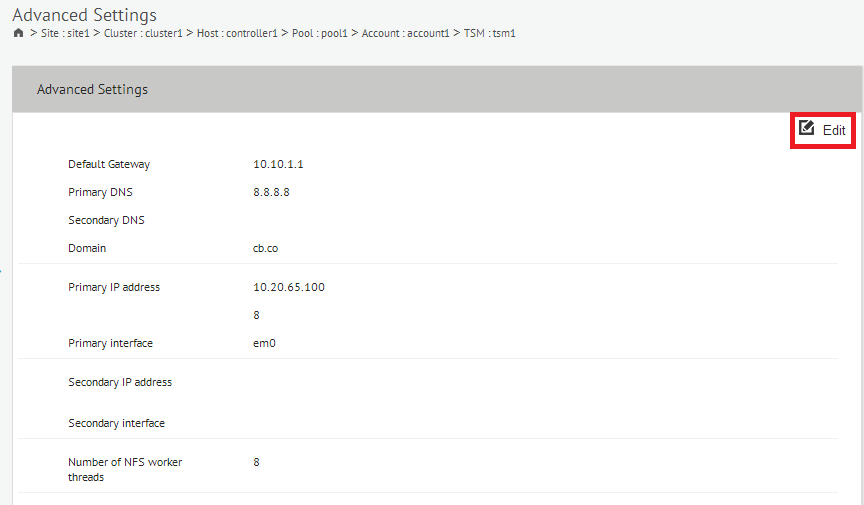 Advanced Settings
> Site : site1 > Cluster : cluster1 > Host : controller1 > Pool : pool1 > Account : account1 > TSM : tsm1
Advanced Settings
Edit
Default Gateway 10.10.1.1
Primary DNS 8.8.8.8
Secondary DNS
Domain cb.co
Primary IP address 10.20.65.100
8
Primary interface em0
Secondary IP address
Secondary interface
Number of NFS worker 8
threads